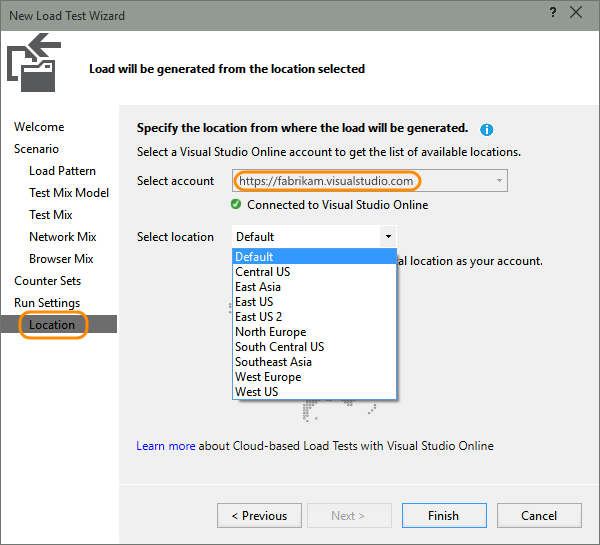 New Load Test Wizard
?
Load will be generated from the location selected
Welcome
Scenario
Load Pattern
Test Mix Model
Test Mix
Network Mix
Browser Mix
Counter Sets
Run Settings
Location
Specify the location from where the load will be generated.
Select a Visual Studio Online account to get the list of available locations.
Select account https://fabrikam.visualstudio.com
Connected to Visual Studio Online
Select location Default
Default
al location as your account.
Central US
East Asia
East US
East US 2
North Europe
South Central US
Southeast Asia
West Europe
West US
Learn more about Cloud-based Load Tests with Visual Studio Online
< Previous Next > Finish Cancel